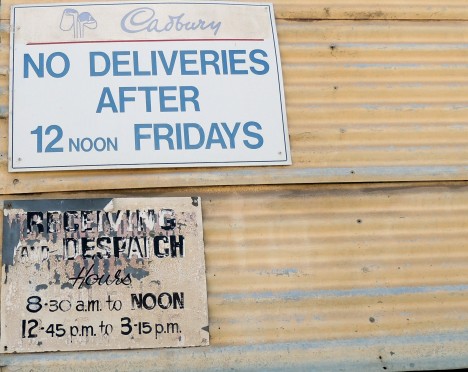 Cadbury
NO DELIVERIES
AFTER
12 NOON FRIDAYS
RECEIVING
AND DESPATCH
Hours
8-30 a.m. to NOON
12-45 p.m. to 3-15 p.m.